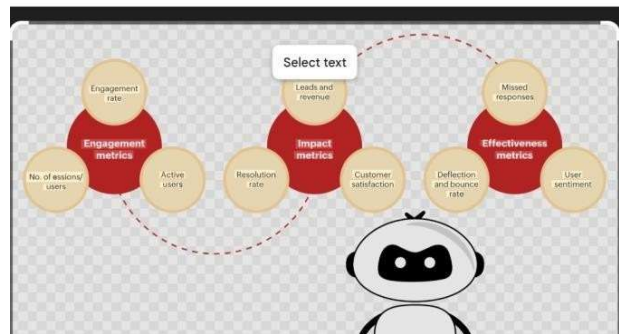 Select text
Engagement
rate
Engagement
metrics
No. of essions/
users
Active
users
Leads and
revenue
Impact
metrics
Resolution
rate
Customer
satisfaction
Missed
responses
Effectiveness
metrics
Deflection
and bounce
rate
User
sentiment